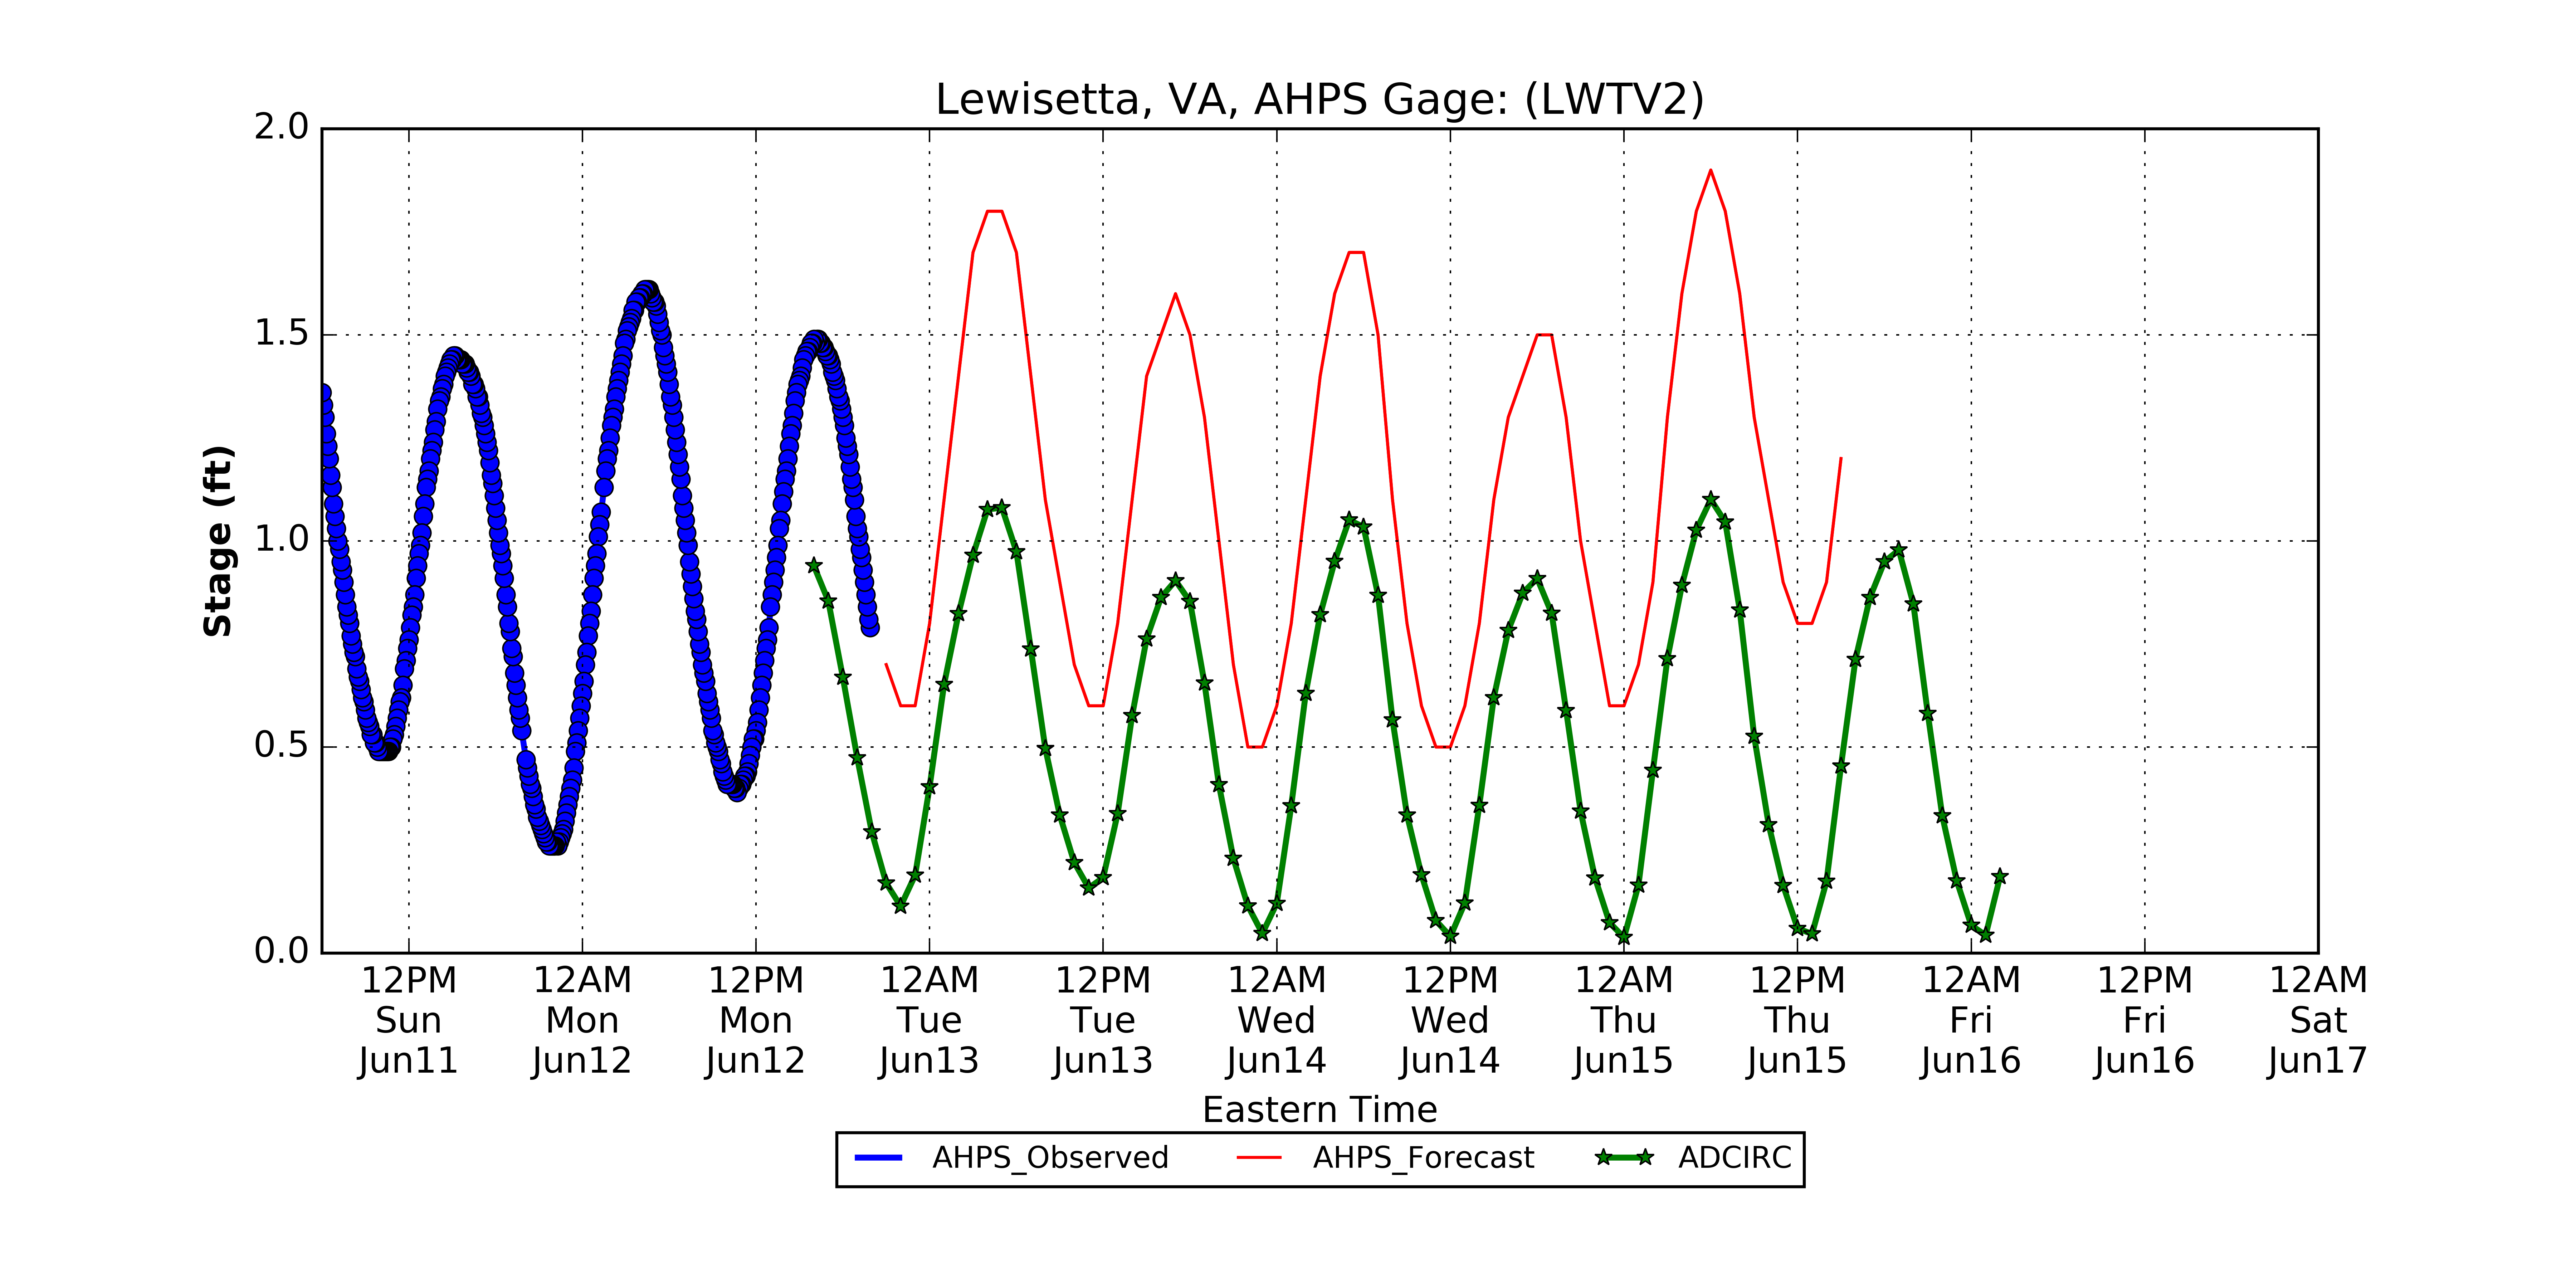 Lewisetta, VA, AHPS Gage: (LWTV2)
Stage (ft)
2.0
1.5
1.0
0.5
0.0
12PM 12AM 12PM 12AM 12PM 12AM 12PM 12AM 12PM 12AM 12PM 12AM
Sun Mon Mon Tue Tue Wed Wed Thu Thu Fri Fri Sat
Jun11 Jun12 Jun12 Jun13 Jun13 Jun14 Jun14 Jun15 Jun15 Jun16 Jun16 Jun17
Eastern Time
AHPS_Observed AHPS_Forecast ADCIRC